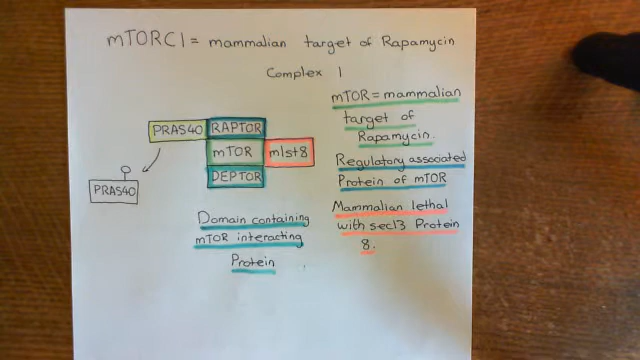 mTORC1 = mammalian target of Rapamycin
Complex 1
PRAS40 RAPTOR
mTOR mlst8
DEPTOR
PRAS40
mTOR = mammalian
target of
Rapamycin.
Regulatory associated
Protein of mTOR
Mammalian lethal
with sec13 Protein
8.
Domain containing
mTOR interacting
Protein